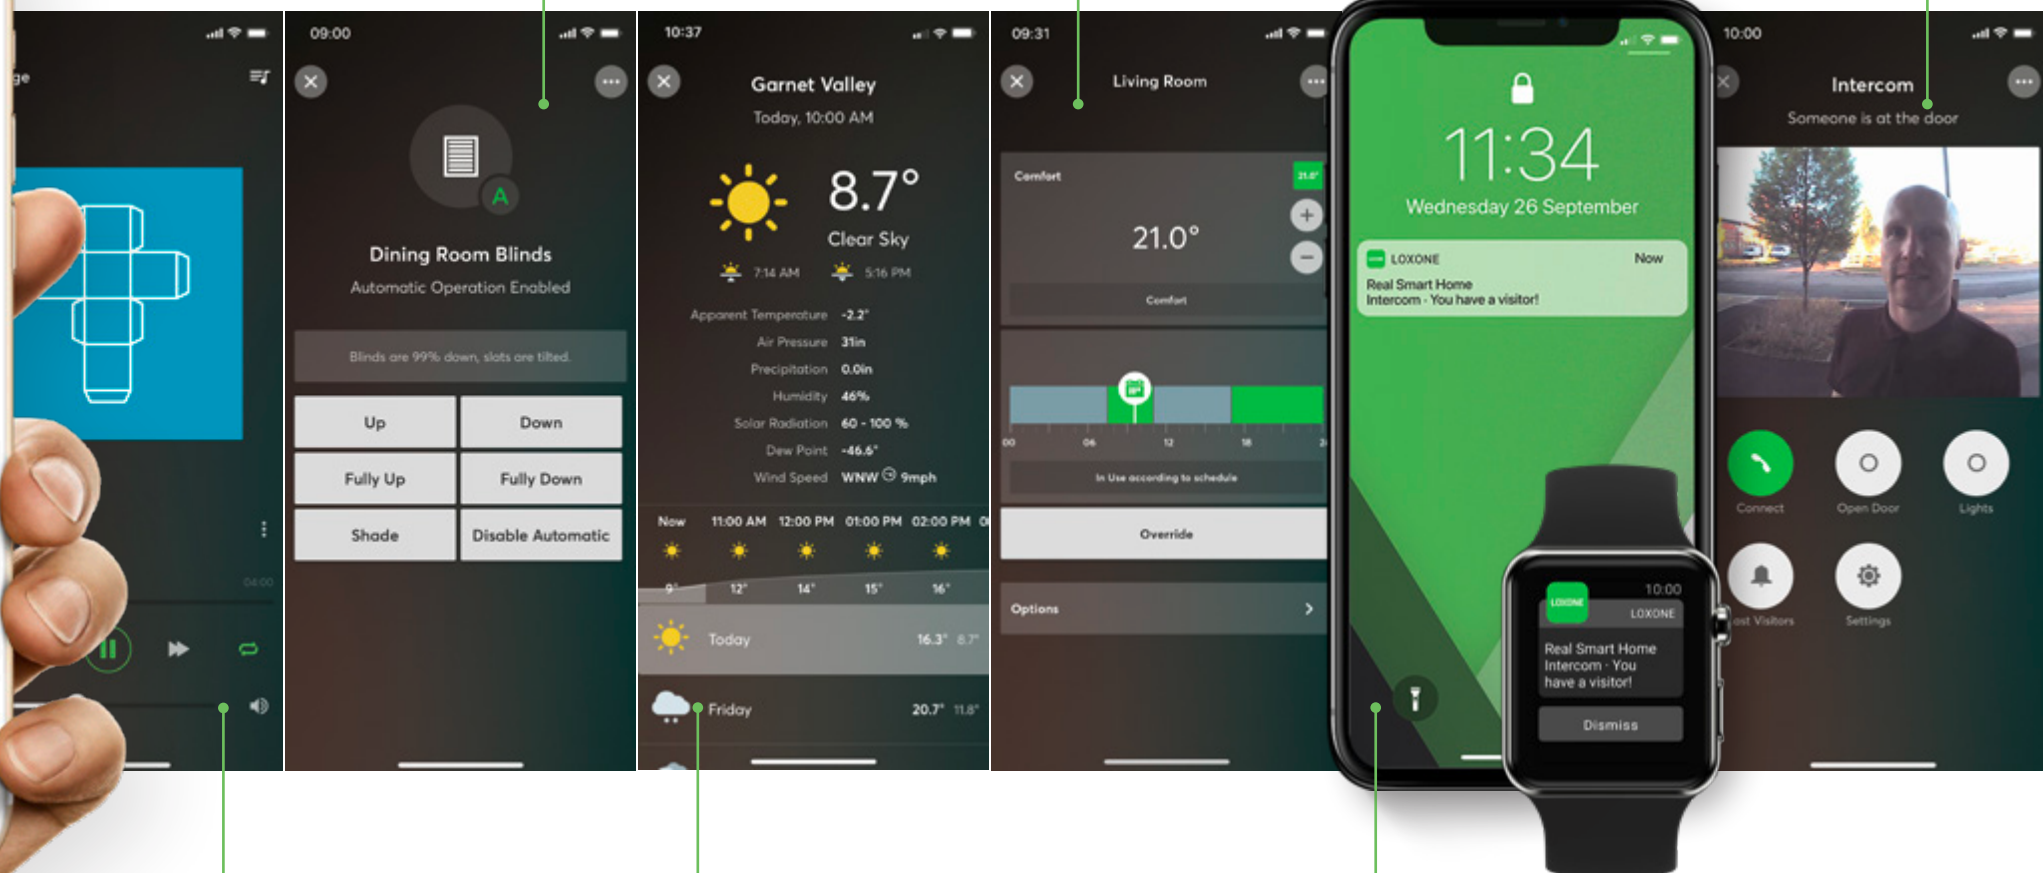 04:00
09:00
Dining Room Blinds
Automatic Operation Enabled
Blinds are 99% down, slats are tilted.
Up Down
Fully Up Fully Down
Shade Disable Automatic
10:37
Garnet Valley
Today, 10:00 AM
8.7°
Clear Sky
7:14 AM 5:16 PM
Apparent Temperature -2.2°
Air Pressure 31in
Precipitation 0.0in
Humidity 46%
Solar Radiation 60 - 100 %
Dew Point -46.6°
Wind Speed WNW 9mph
Now 11:00 AM 12:00 PM 01:00 PM 02:00 PM
9° 12° 14° 15° 16°
Today 16.3° 8.7°
Friday 20.7° 11.8°
09:31
Living Room
Comfort 21.0°
21.0°
Comfort
00 06 12 18
In Use according to schedule
Override
Options
11:34
Wednesday 26 September
LOXONE Now
Real Smart Home
Intercom · You have a visitor!
10:00
LOXONE
LOXONE
Real Smart Home
Intercom · You
have a visitor!
Dismiss
10:00
Intercom
Someone is at the door
Connect Open Door Lights
Visitors Settings